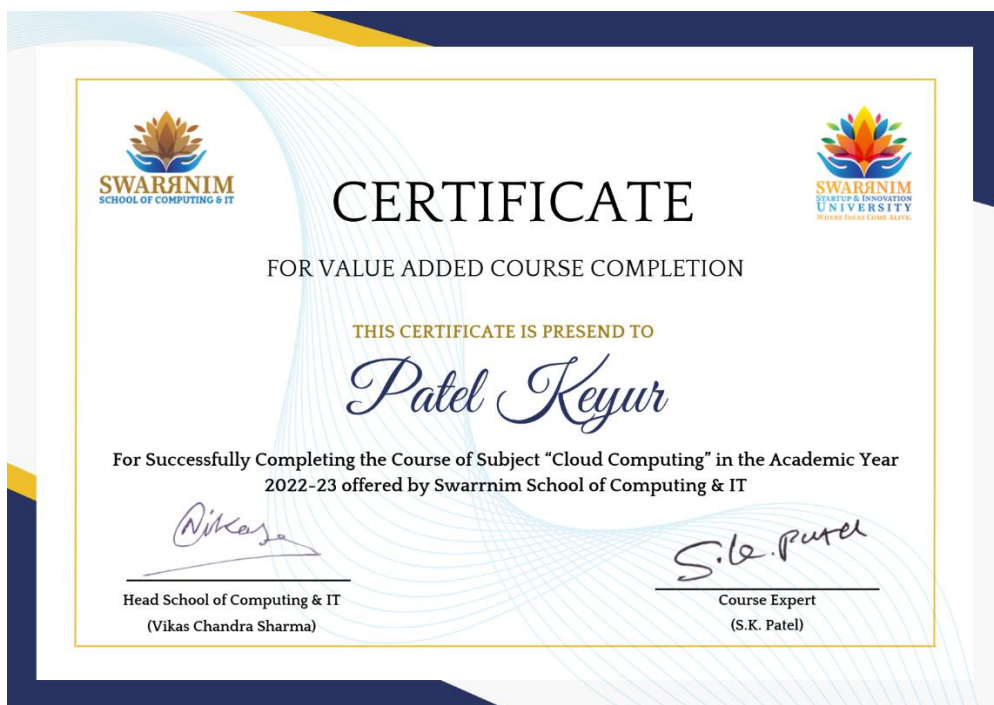 SWARЯNIM
SCHOOL OF COMPUTING & IT
SWARЯNIM
STARTUP & INNOVATION
UNIVERSITY
WHERE IDEAS COME ALIVE.
CERTIFICATE
FOR VALUE ADDED COURSE COMPLETION
THIS CERTIFICATE IS PRESEND TO
Patel Keyur
For Successfully Completing the Course of Subject “Cloud Computing” in the Academic Year
2022-23 offered by Swarrnim School of Computing & IT
S.K. Patel
Head School of Computing & IT
(Vikas Chandra Sharma)
Course Expert
(S.K. Patel)